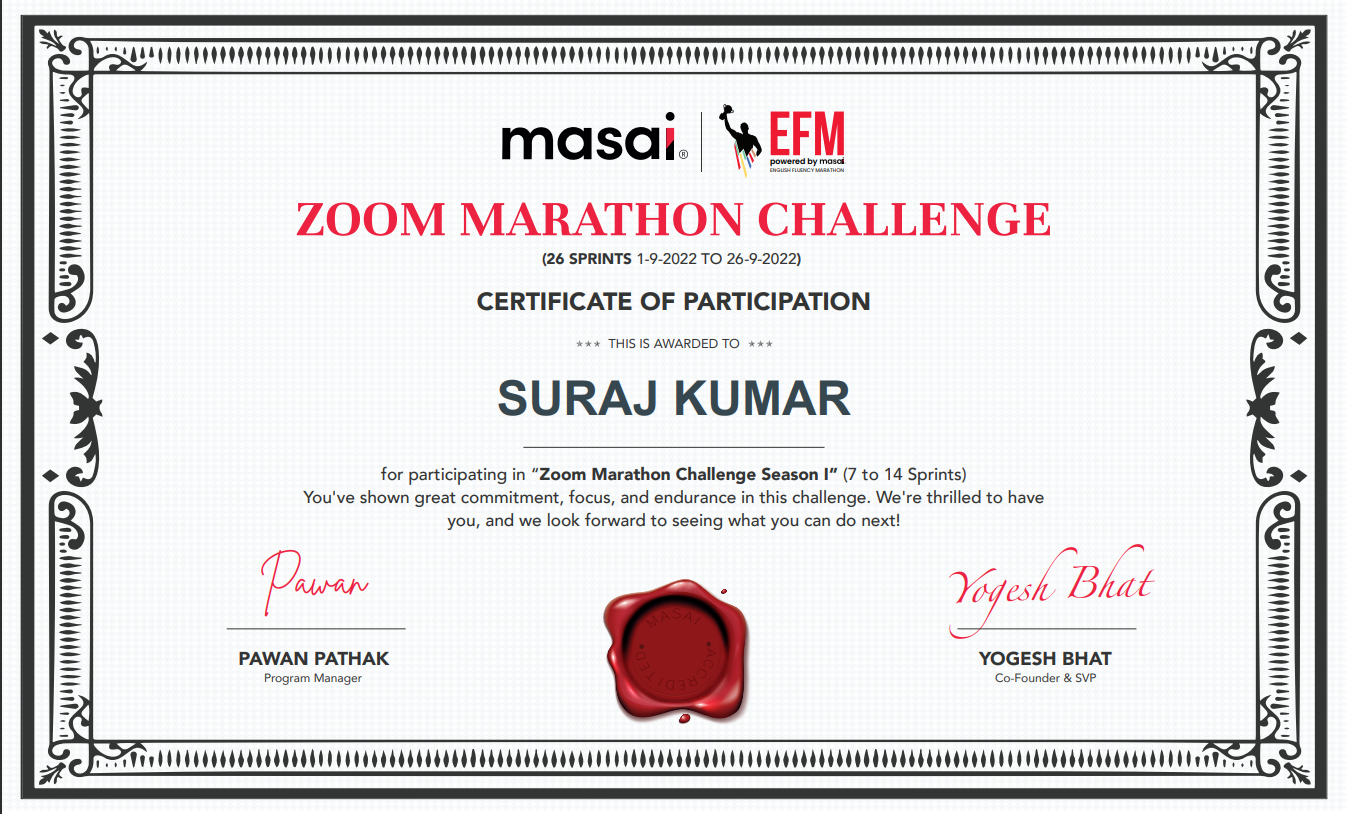 masai®
EFM
powered by masai
ENGLISH FLUENCY MARATHON
ZOOM MARATHON CHALLENGE
(26 SPRINTS 1-9-2022 TO 26-9-2022)
CERTIFICATE OF PARTICIPATION
*** THIS IS AWARDED TO ***
SURAJ KUMAR
for participating in “Zoom Marathon Challenge Season I” (7 to 14 Sprints)
You've shown great commitment, focus, and endurance in this challenge. We're thrilled to have
you, and we look forward to seeing what you can do next!
Pawan
PAWAN PATHAK
Program Manager
MASAI
ACCREDITED
Yogesh Bhat
YOGESH BHAT
Co-Founder & SVP